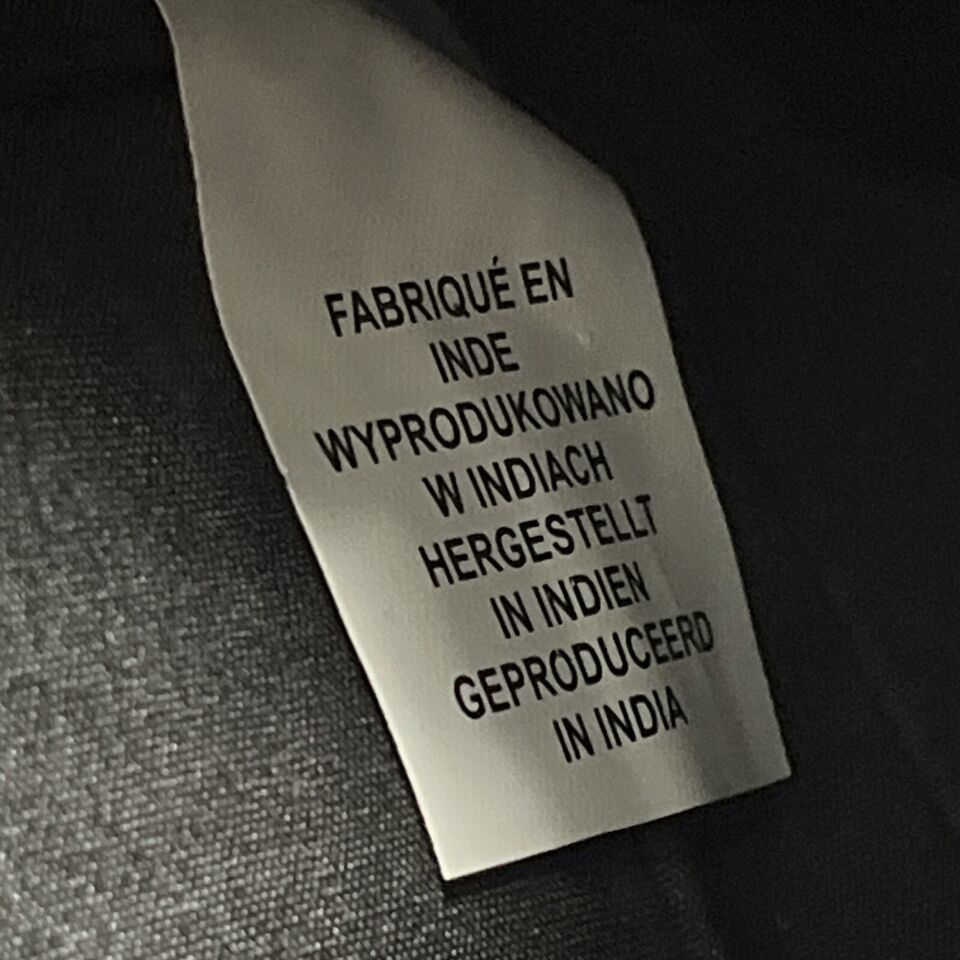 FABRIQUÉ EN
INDE
WYPRODUKOWANO
W INDIACH
HERGESTELLT
IN INDIEN
GEPRODUCEERD
IN INDIA